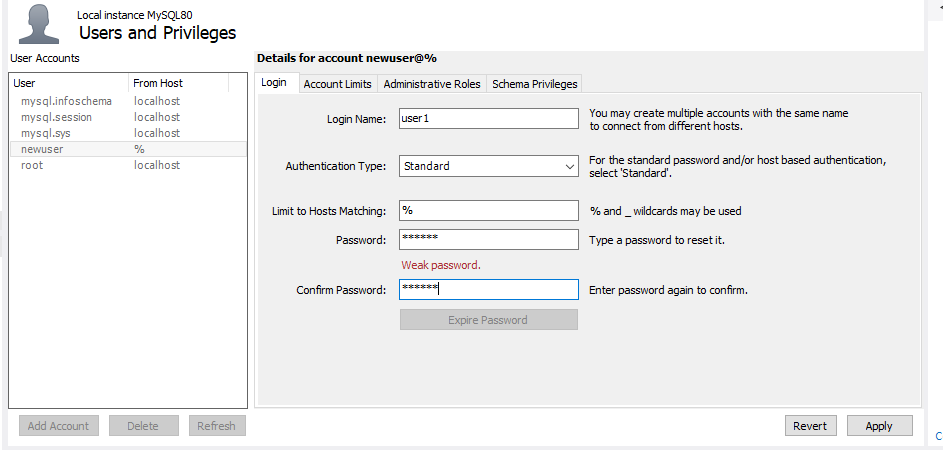 Local instance MySQL80
Users and Privileges
User Accounts
User From Host
mysql.infoschema localhost
mysql.session localhost
mysql.sys localhost
newuser %
root localhost
Add Account Delete Refresh
Details for account newuser@%
Login Account Limits Administrative Roles Schema Privileges
Login Name: user1 You may create multiple accounts with the same name
to connect from different hosts.
Authentication Type: Standard For the standard password and/or host based authentication,
select 'Standard'.
Limit to Hosts Matching: % % and _ wildcards may be used
Password: ****** Type a password to reset it.
Weak password.
Confirm Password: ****** Enter password again to confirm.
Expire Password
Revert Apply